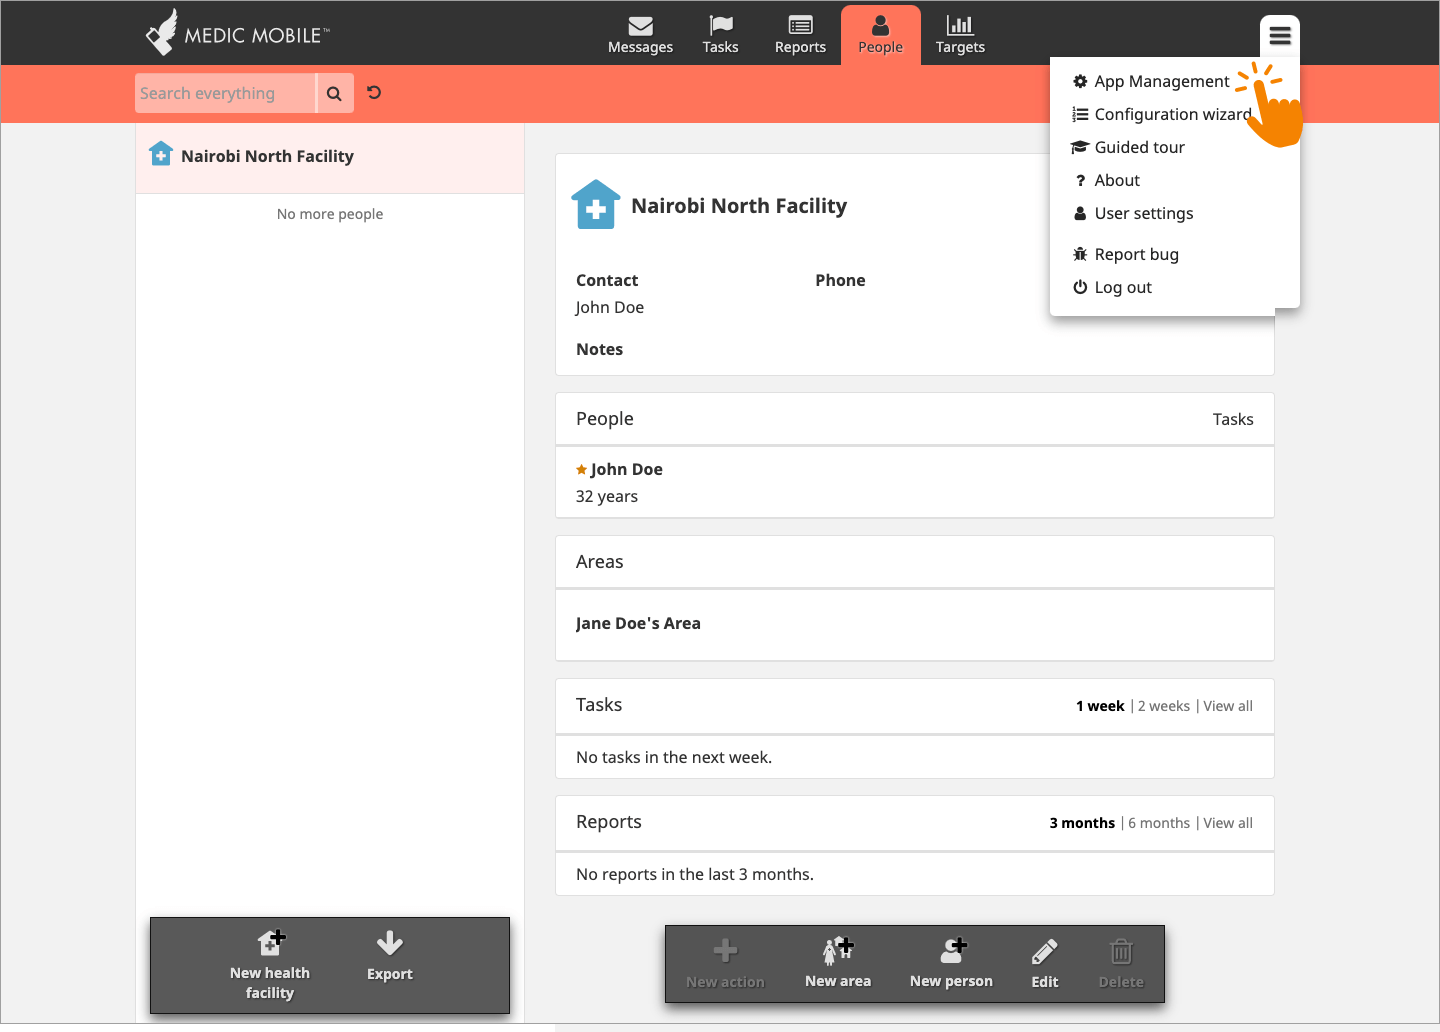 MEDIC MOBILE™
Messages
Tasks
Reports
People
Targets
Search everything
App Management
Configuration wizard
Guided tour
? About
User settings
Report bug
Log out
Nairobi North Facility
No more people
Nairobi North Facility
Contact
Phone
John Doe
Notes
People
Tasks
John Doe
32 years
Areas
Jane Doe's Area
Tasks
1 week | 2 weeks | View all
No tasks in the next week.
Reports
3 months | 6 months | View all
No reports in the last 3 months.
New health
facility
Export
New action
New area
New person
Edit
Delete